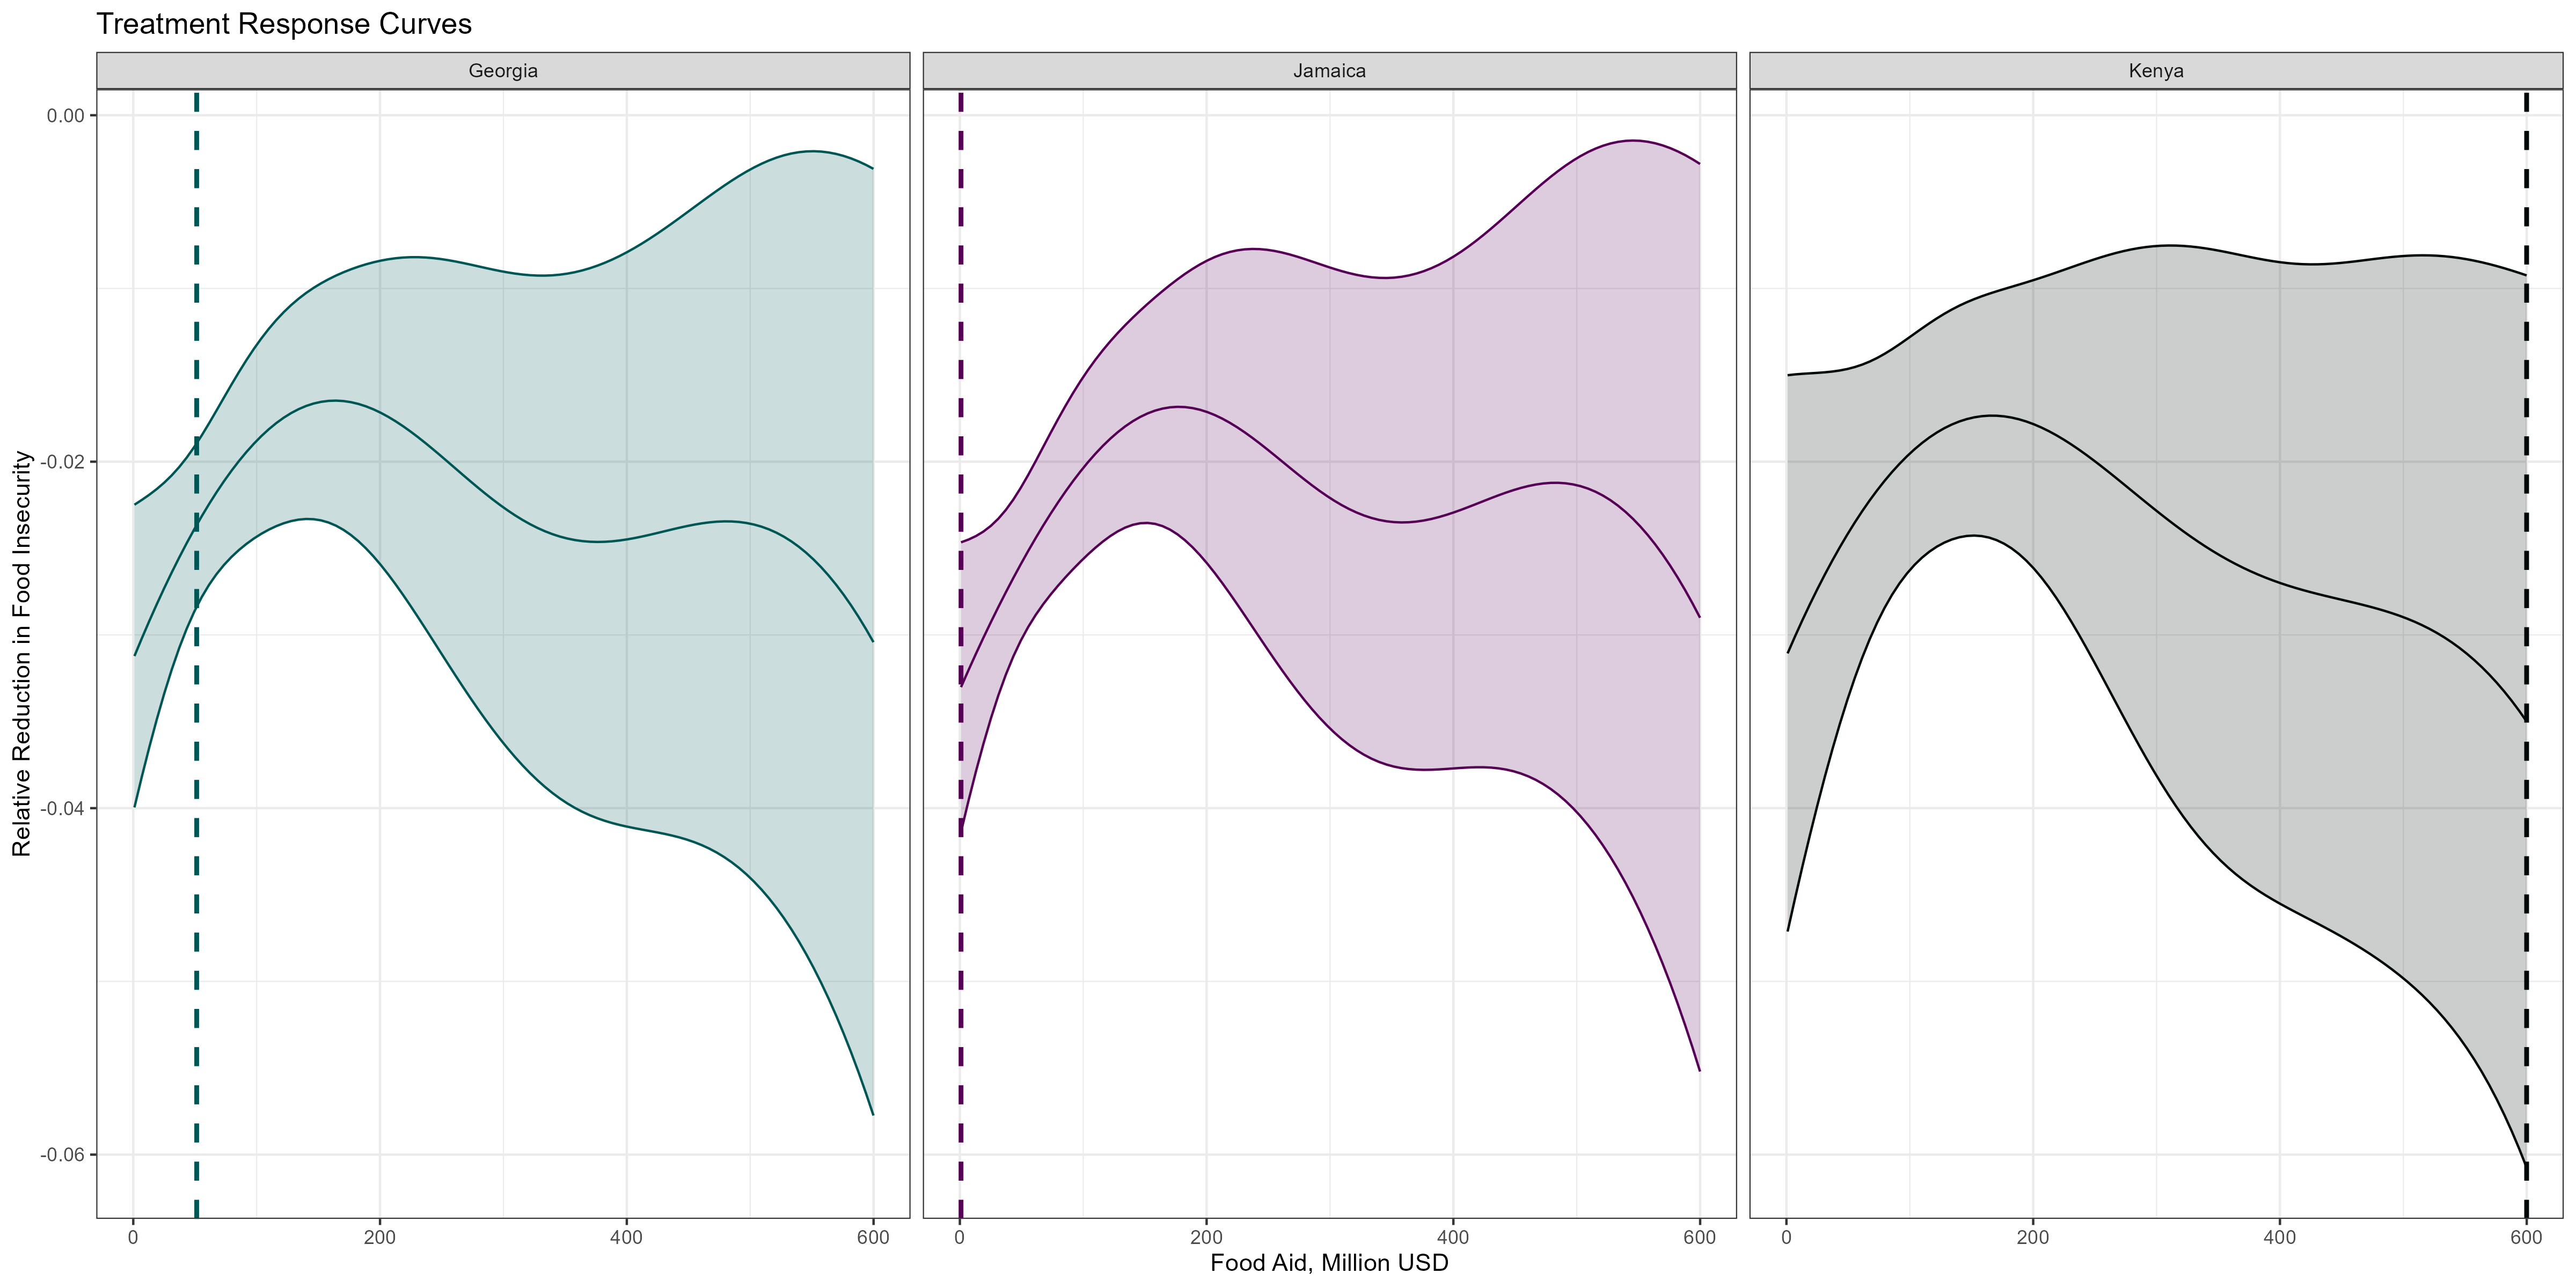 Treatment Response Curves
Georgia
Jamaica
Kenya
Relative Reduction in Food Insecurity
0.00
-0.02
-0.04
-0.06
0 200 400 600
0 200 400 600
0 200 400 600
Food Aid, Million USD